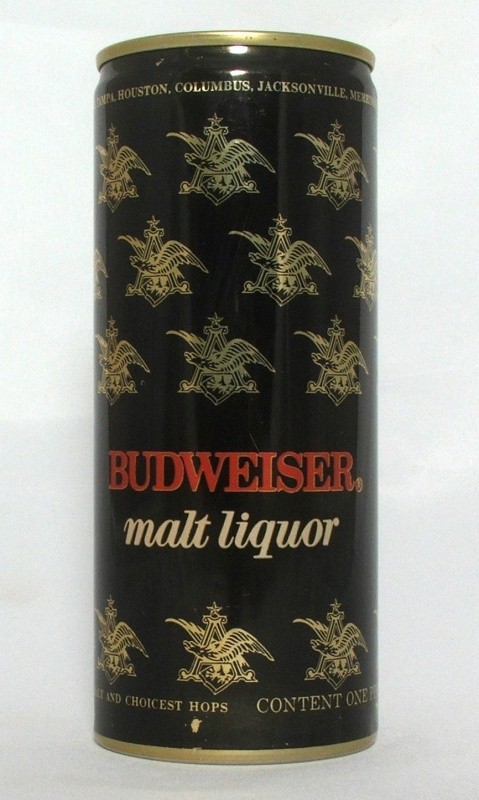 TAMPA, HOUSTON, COLUMBUS, JACKSONVILLE,
BUDWEISER®
malt liquor
AND CHOICEST HOPS CONTENT ONE